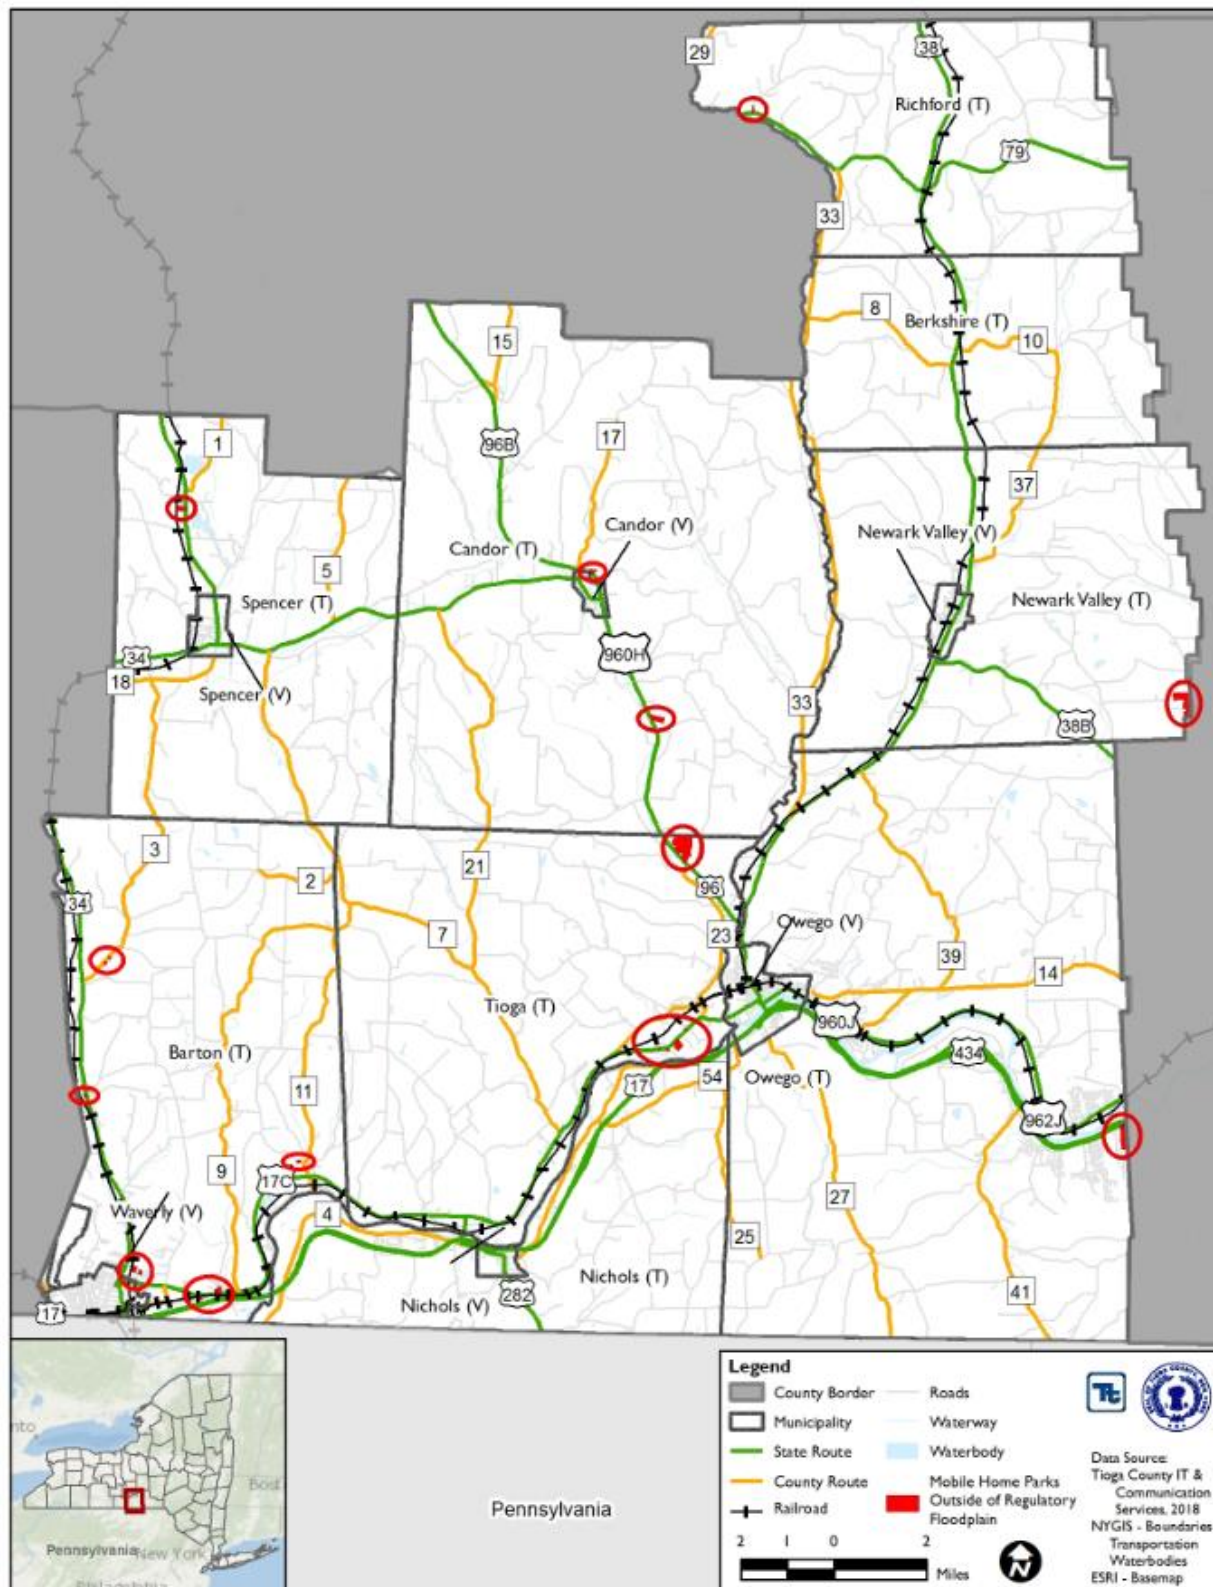 29
38
Richford (T)
79
33
8
Berkshire (T)
10
15
96B
17
1
37
Candor (V)
Newark Valley (V)
Candor (T)
5
Spencer (T)
Newark Valley (T)
34
960H
18
Spencer (V)
33
38B
3
21
2
96
34
7
23
Owego (V)
39
14
Tioga (T)
960J
Barton (T)
434
54
17
Owego (T)
11
962J
9
17C
27
Waverly (V)
4
25
Nichols (T)
282
41
17
Nichols (V)
Legend
County Border
Municipality
State Route
County Route
Railroad
Roads
Waterway
Waterbody
Mobile Home Parks
Outside of Regulatory
Floodplain
2 1 0 2
Miles
N
Data Source:
Tioga County IT &
Communication
Services, 2018
NYGIS - Boundaries
Transportation
Waterbodies
ESRI - Basemap
Pennsylvania
nto
Bost
Pennsylvania
New York
Philadelphia